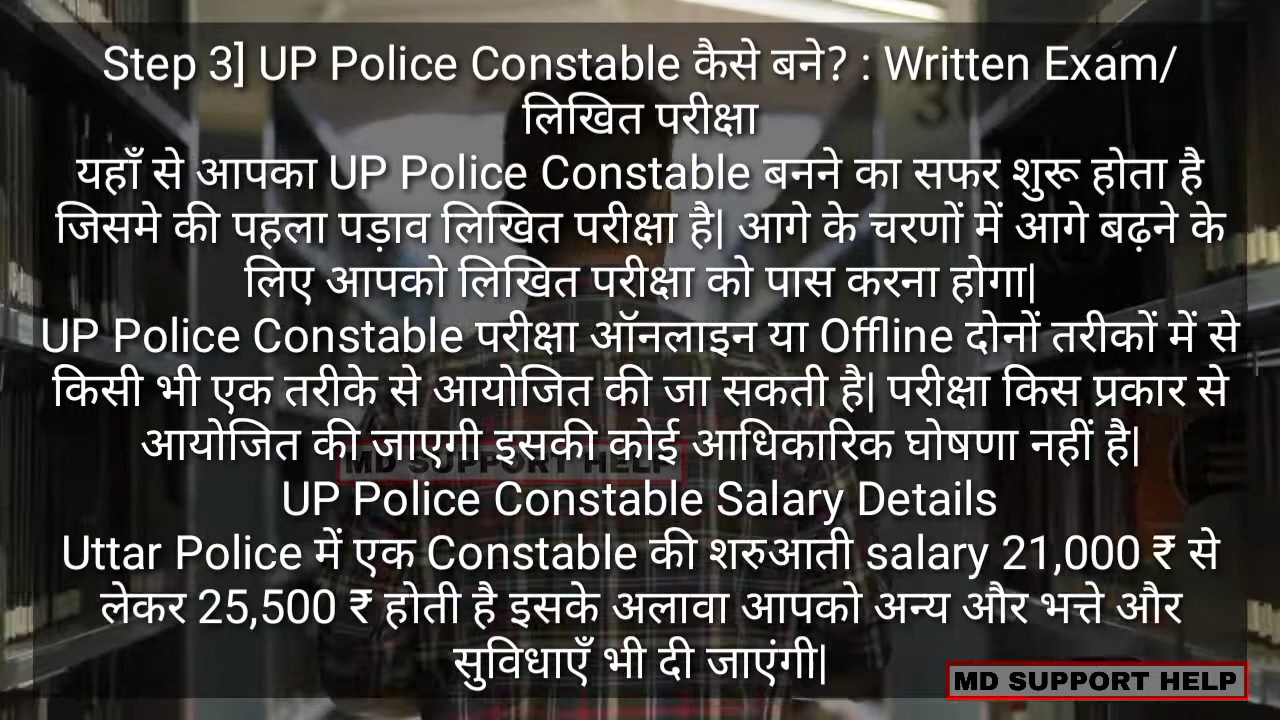 Step 3] UP Police Constable कैसे बने? : Written Exam/
लिखित परीक्षा
यहाँ से आपका UP Police Constable बनने का सफर शुरू होता है
जिसमे की पहला पड़ाव लिखित परीक्षा है| आगे के चरणों में आगे बढ़ने के
लिए आपको लिखित परीक्षा को पास करना होगा|
UP Police Constable परीक्षा ऑनलाइन या Offline दोनों तरीकों में से
किसी भी एक तरीके से आयोजित की जा सकती है| परीक्षा किस प्रकार से
आयोजित की जाएगी इसकी कोई आधिकारिक घोषणा नहीं है|
MD SUPPORT HELP
UP Police Constable Salary Details
Uttar Police में एक Constable की शरुआती salary 21,000 ₹ से
लेकर 25,500 ₹ होती है इसके अलावा आपको अन्य और भत्ते और
सुविधाएँ भी दी जाएंगी|
MD SUPPORT HELP